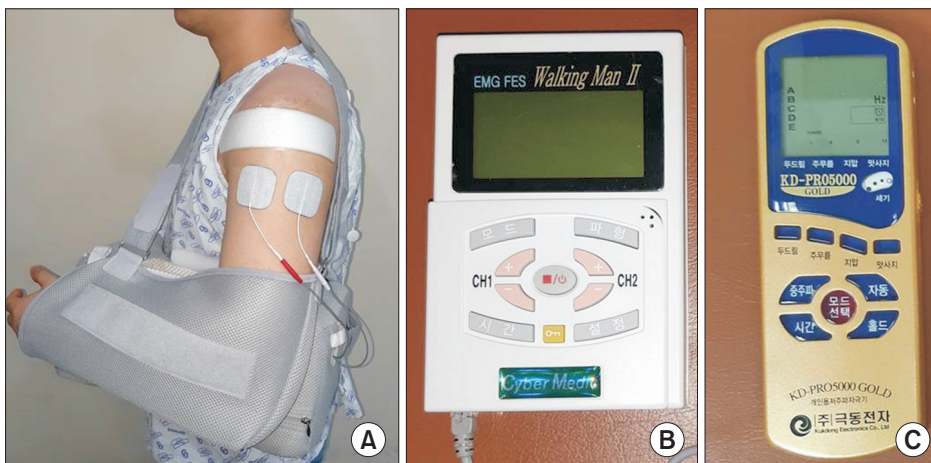 A
EMG FES Walking Man II
모드
파형
CH1
+
-
■/
+
-
CH2
시간
설정
Cyber Medic
B
A
B
C
D
E
Hz
두드림 주무름 지압 맛사지
KD-PRO5000
GOLD
세기
두드림 주무름 지압 맛사지
중주파
자동
모드
선택
시간
홀드
KD-PRO5000 GOLD
개인용저주파자극기
(주)극동전자
Kukdong Electronics Co., Ltd
C